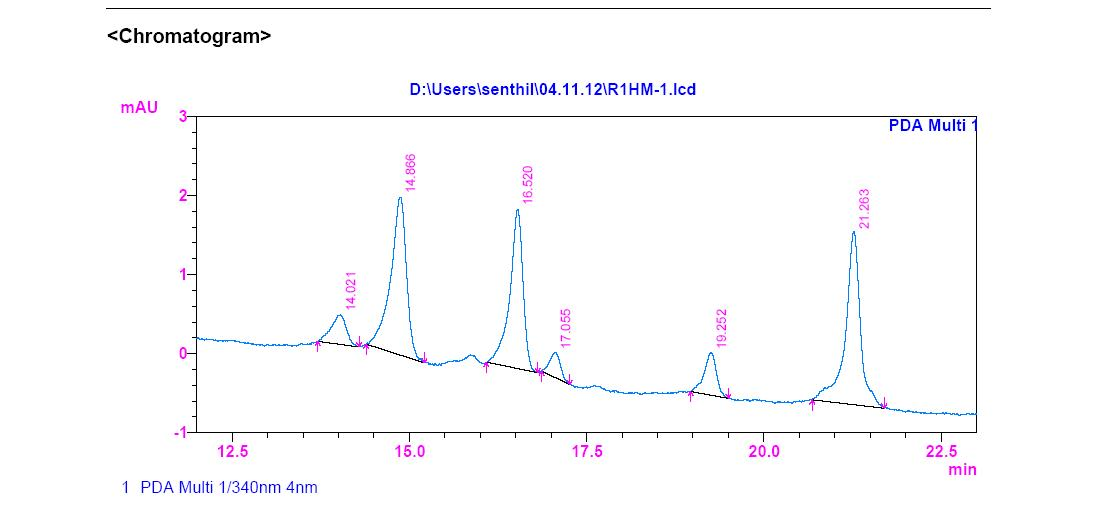 <Chromatogram>
D:\Users\senthil\04.11.12\R1HM-1.lcd
mAU
PDA Multi 1
3
2
1
0
-1
14.021
14.866
16.520
17.055
19.252
21.263
12.5 15.0 17.5 20.0 22.5
min
1 PDA Multi 1/340nm 4nm